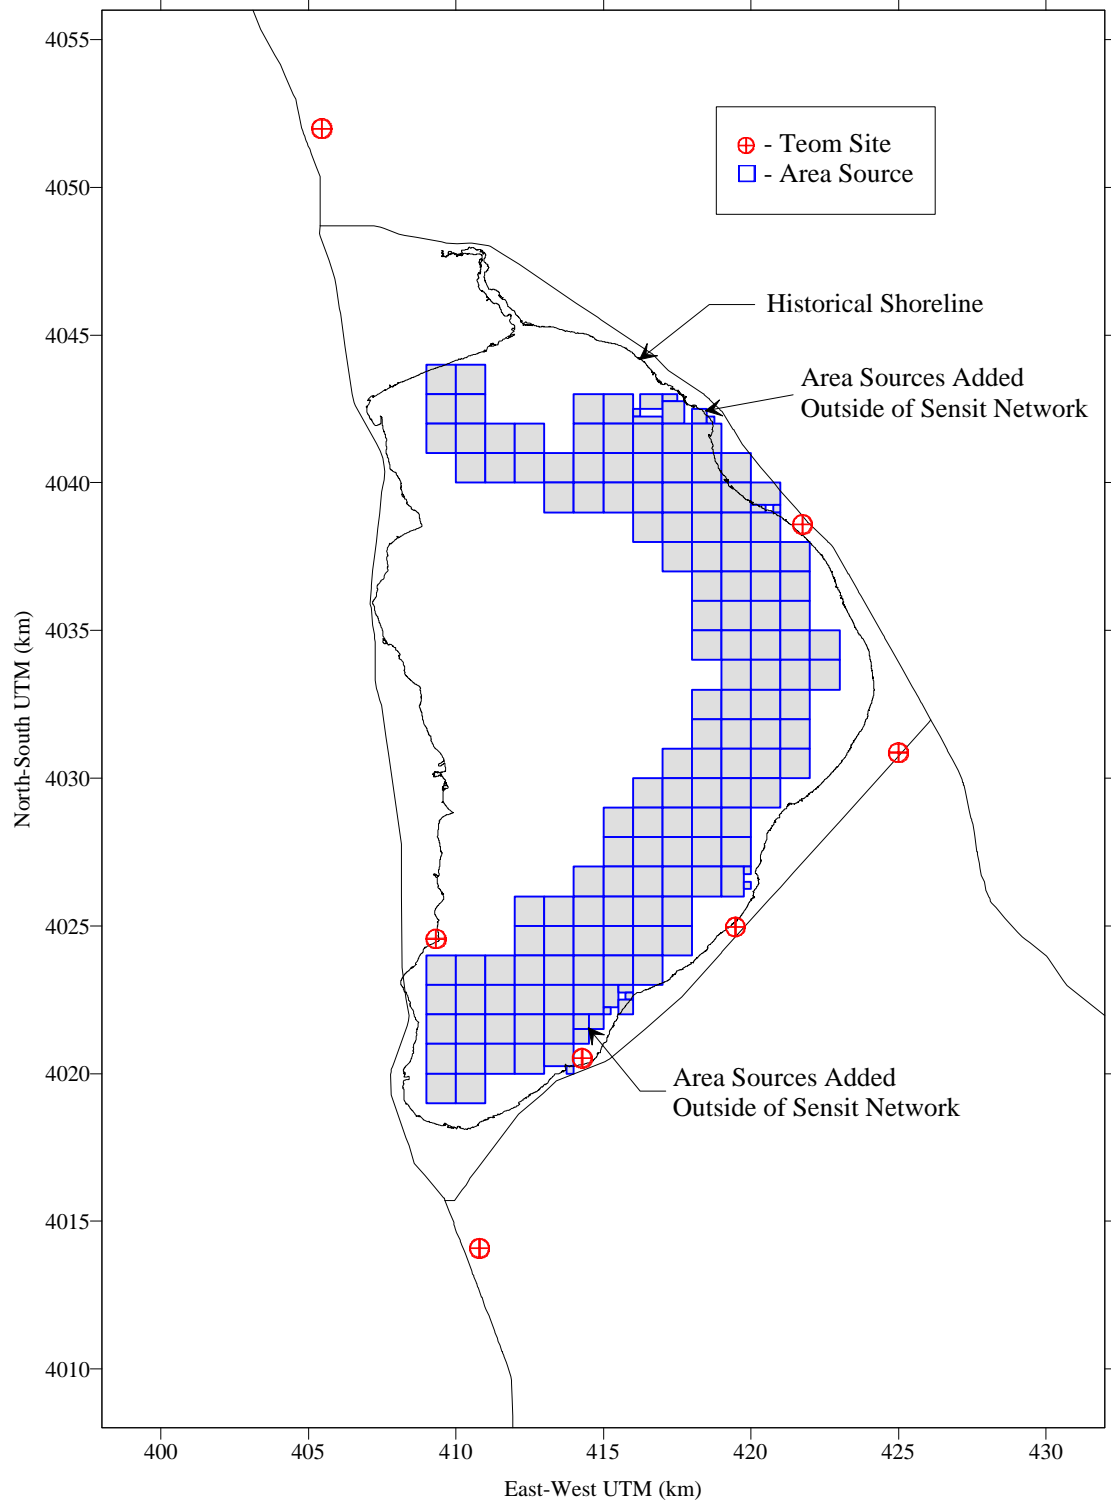 4055
4050
4045
4040
4035
4030
4025
4020
4015
4010
North-South UTM (km)
- Teom Site
- Area Source
Historical Shoreline
Area Sources Added
Outside of Sensit Network
Area Sources Added
Outside of Sensit Network
400
405
410
415
420
425
430
East-West UTM (km)